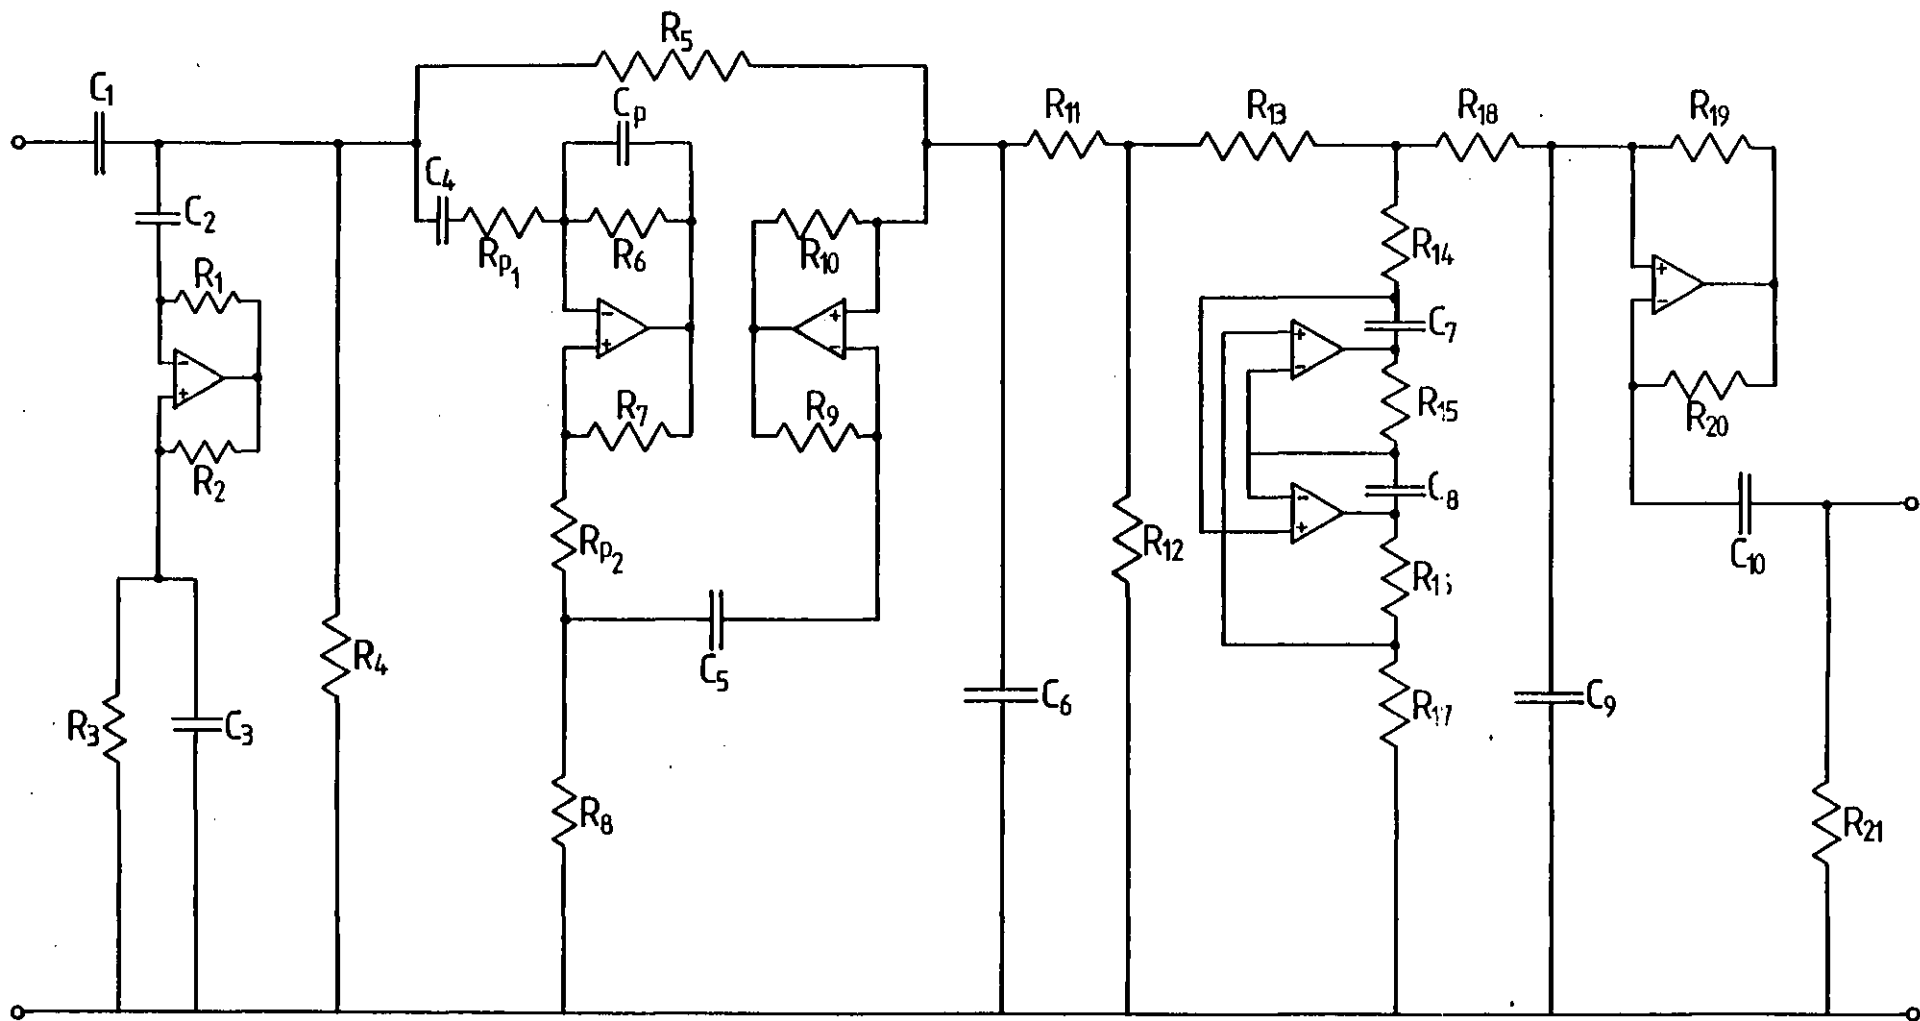 R5
C1
Cp
R11
R13
R18
R19
C4
C2
Rp1
R6
R10
R14
R1
-
+
+
-
-
+
+
-
+
-
C7
R7
R9
R15
R20
R2
-
+
C8
Rp2
R12
C10
R4
C5
C6
R17
C9
R3
C3
R8
R21